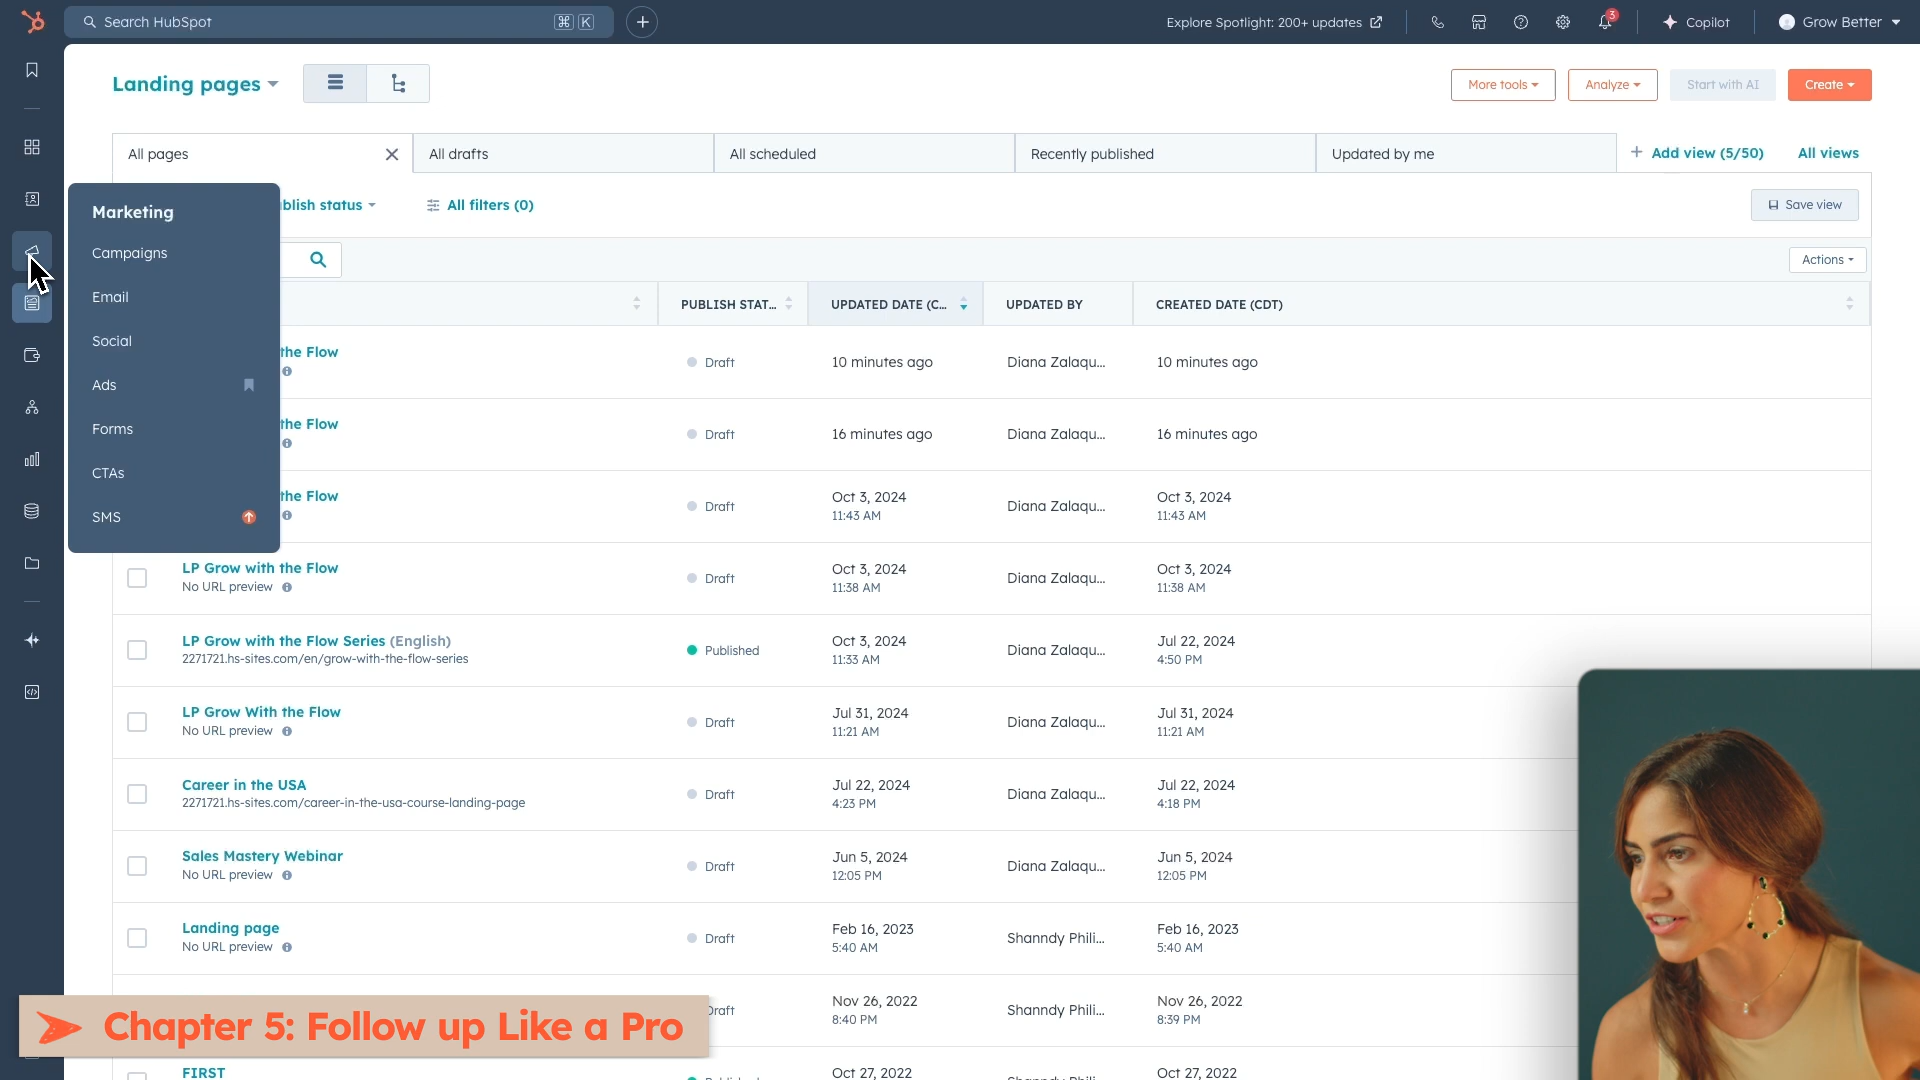 Search HubSpot
⌘ K
Explore Spotlight: 200+ updates
3
Copilot
Grow Better
Landing pages
More tools
Analyze
Start with AI
Create
All pages
All drafts
All scheduled
Recently published
Updated by me
+ Add view (5/50)
All views
Marketing
Campaigns
Email
Social
Ads
Forms
CTAs
SMS
blish status
All filters (0)
Save view
Actions
PUBLISH STAT...
UPDATED DATE (C...
UPDATED BY
CREATED DATE (CDT)
the Flow
Draft
10 minutes ago
Diana Zalaqu...
10 minutes ago
the Flow
Draft
16 minutes ago
Diana Zalaqu...
16 minutes ago
the Flow
Draft
Oct 3, 2024
11:43 AM
Diana Zalaqu...
Oct 3, 2024
11:43 AM
LP Grow with the Flow
No URL preview
Draft
Oct 3, 2024
11:38 AM
Diana Zalaqu...
Oct 3, 2024
11:38 AM
LP Grow with the Flow Series (English)
2271721.hs-sites.com/en/grow-with-the-flow-series
Published
Oct 3, 2024
11:33 AM
Diana Zalaqu...
Jul 22, 2024
4:50 PM
LP Grow With the Flow
No URL preview
Draft
Jul 31, 2024
11:21 AM
Diana Zalaqu...
Jul 31, 2024
11:21 AM
Career in the USA
2271721.hs-sites.com/career-in-the-usa-course-landing-page
Draft
Jul 22, 2024
4:23 PM
Diana Zalaqu...
Jul 22, 2024
4:18 PM
Sales Mastery Webinar
No URL preview
Draft
Jun 5, 2024
12:05 PM
Diana Zalaqu...
Jun 5, 2024
12:05 PM
Landing page
No URL preview
Draft
Feb 16, 2023
5:40 AM
Shanndy Phili...
Feb 16, 2023
5:40 AM
Draft
Nov 26, 2022
8:40 PM
Shanndy Phili...
Nov 26, 2022
8:39 PM
Chapter 5: Follow up Like a Pro
FIRST
Oct 27, 2022
Oct 27, 2022